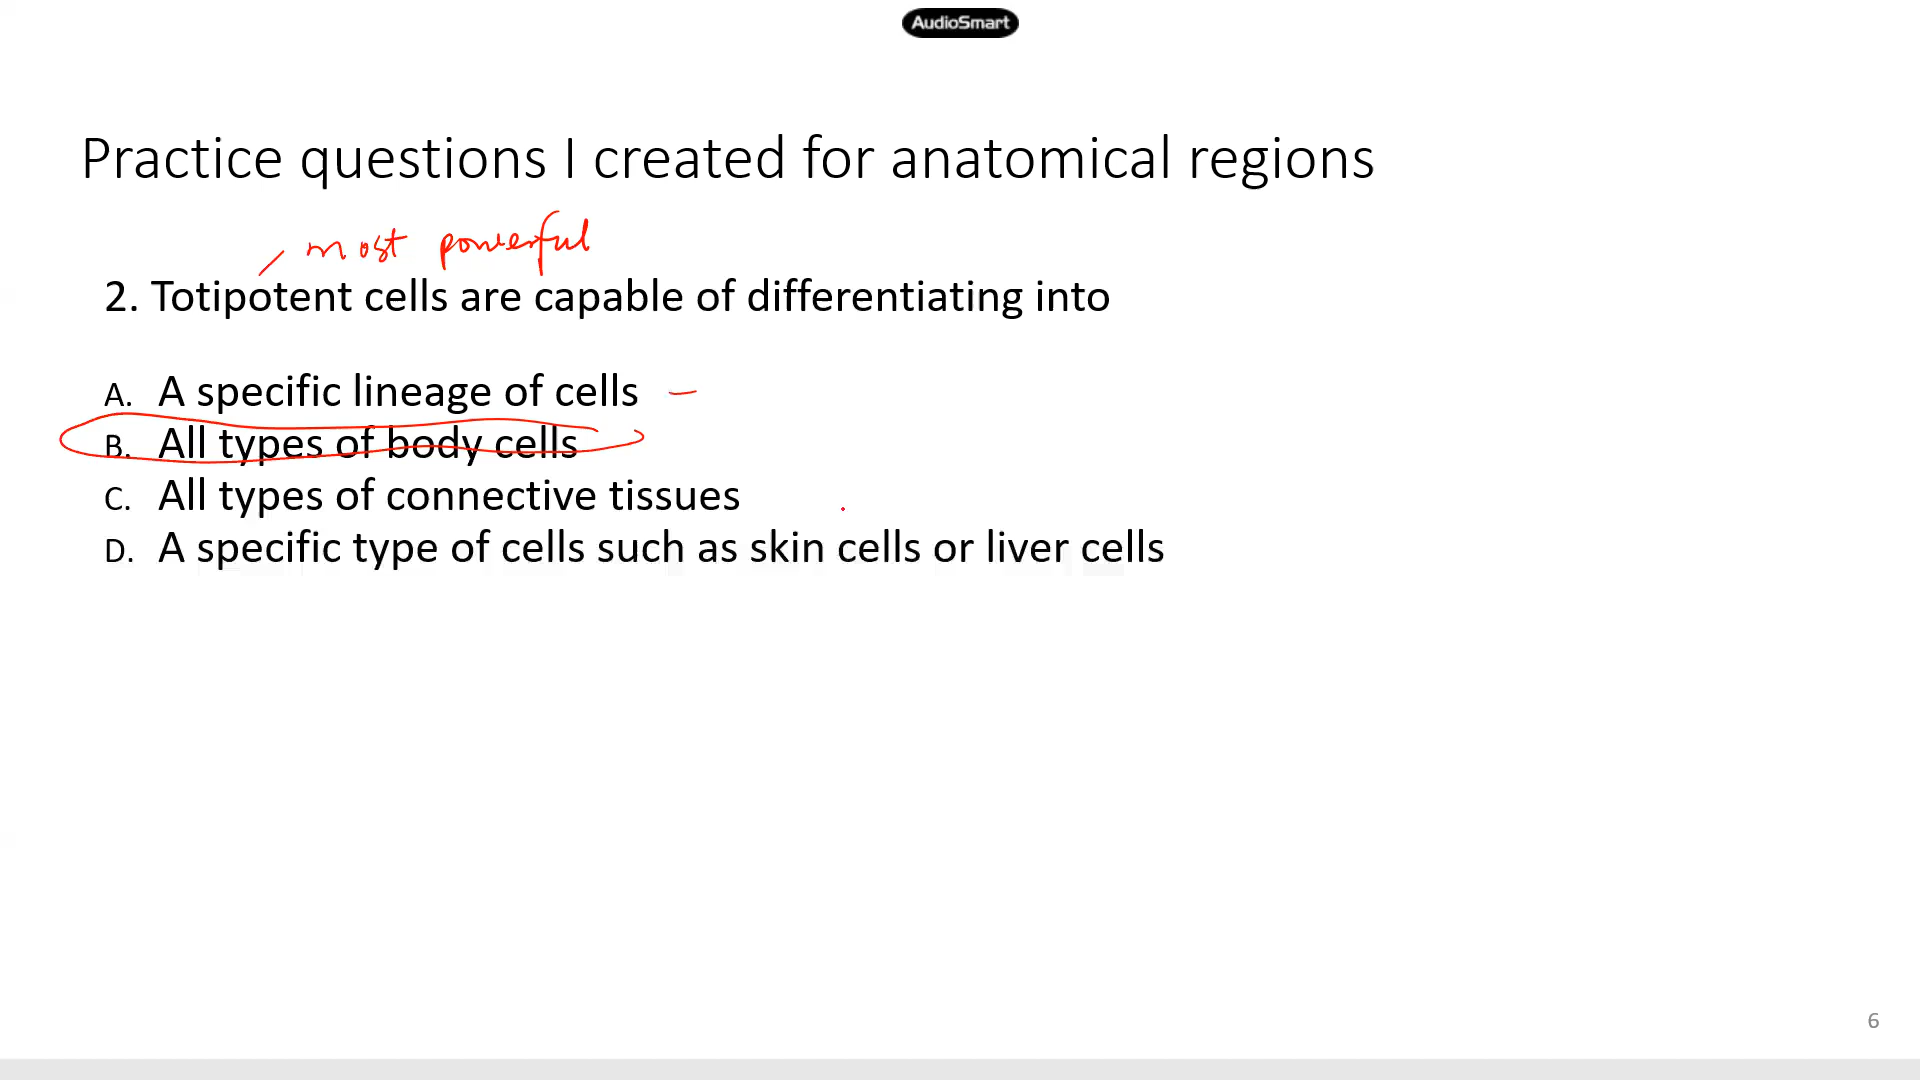 AudioSmart
Practice questions I created for anatomical regions
most powerful
2. Totipotent cells are capable of differentiating into
A. A specific lineage of cells
B. All types of body cells
C. All types of connective tissues
D. A specific type of cells such as skin cells or liver cells
6